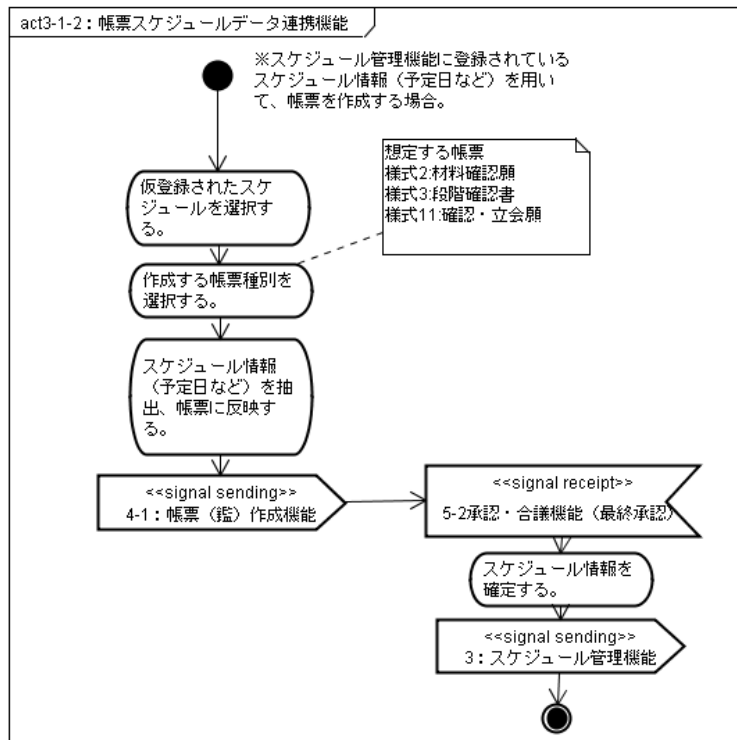 act3-1-2：帳票スケジュールデータ連携機能
※スケジュール管理機能に登録されている
スケジュール情報（予定日など）を用い
て、帳票を作成する場合。
想定する帳票
様式2:材料確認願
様式3:段階確認書
様式11:確認・立会願
仮登録されたスケ
ジュールを選択す
る。
作成する帳票種別を
選択する。
スケジュール情報
（予定日など）を抽
出、帳票に反映す
る。
<<signal sending>>
4-1：帳票（鑑）作成機能
<<signal receipt>>
5-2承認・合議機能（最終承認）
スケジュール情報を
確定する。
<<signal sending>>
3：スケジュール管理機能